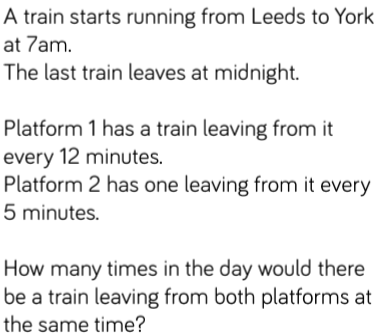 A train starts running from Leeds to York
at 7am.
The last train leaves at midnight.
Platform 1 has a train leaving from it
every 12 minutes.
Platform 2 has one leaving from it every
5 minutes.
How many times in the day would there
be a train leaving from both platforms at
the same time?